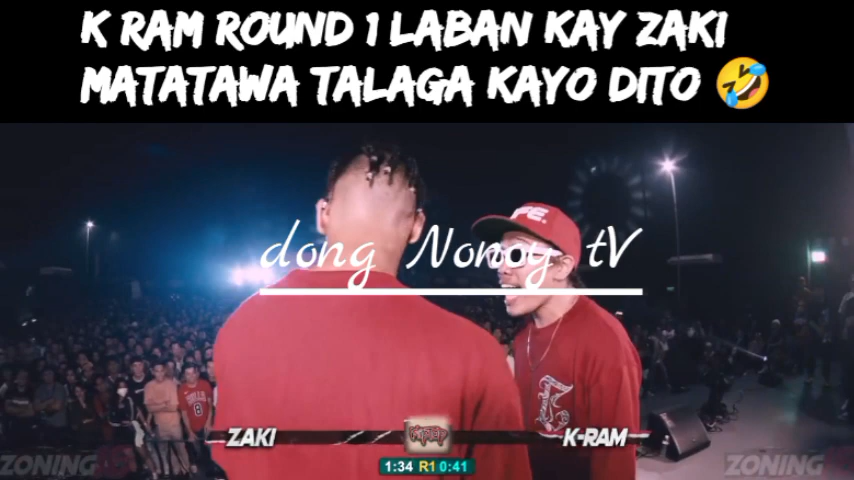 K RAM ROUND 1 LABAN KAY ZAKI
MATATAWA TALAGA KAYO DITO 🤣
dong Nonoy tV
8
ZAKI
K-RAM
ZONING
ZONING
1:34 R1 0:41